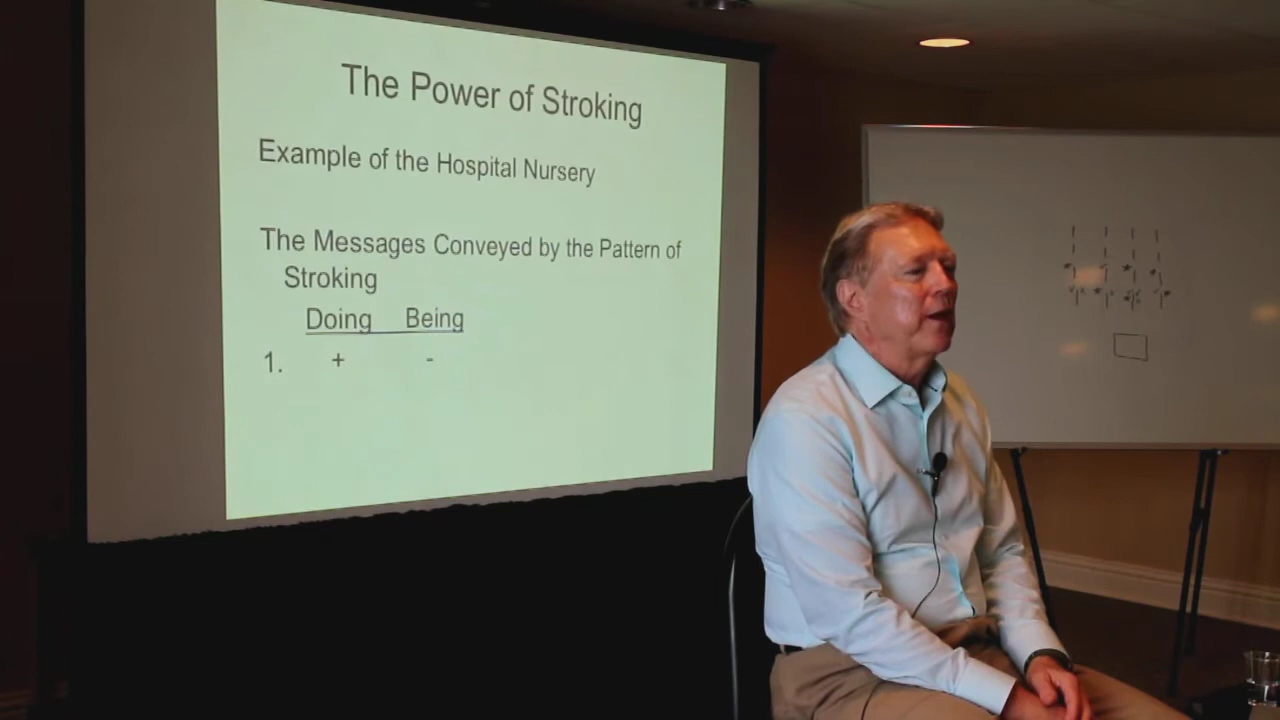 The Power of Stroking
Example of the Hospital Nursery
The Messages Conveyed by the Pattern of
Stroking
Doing Being
1. + -